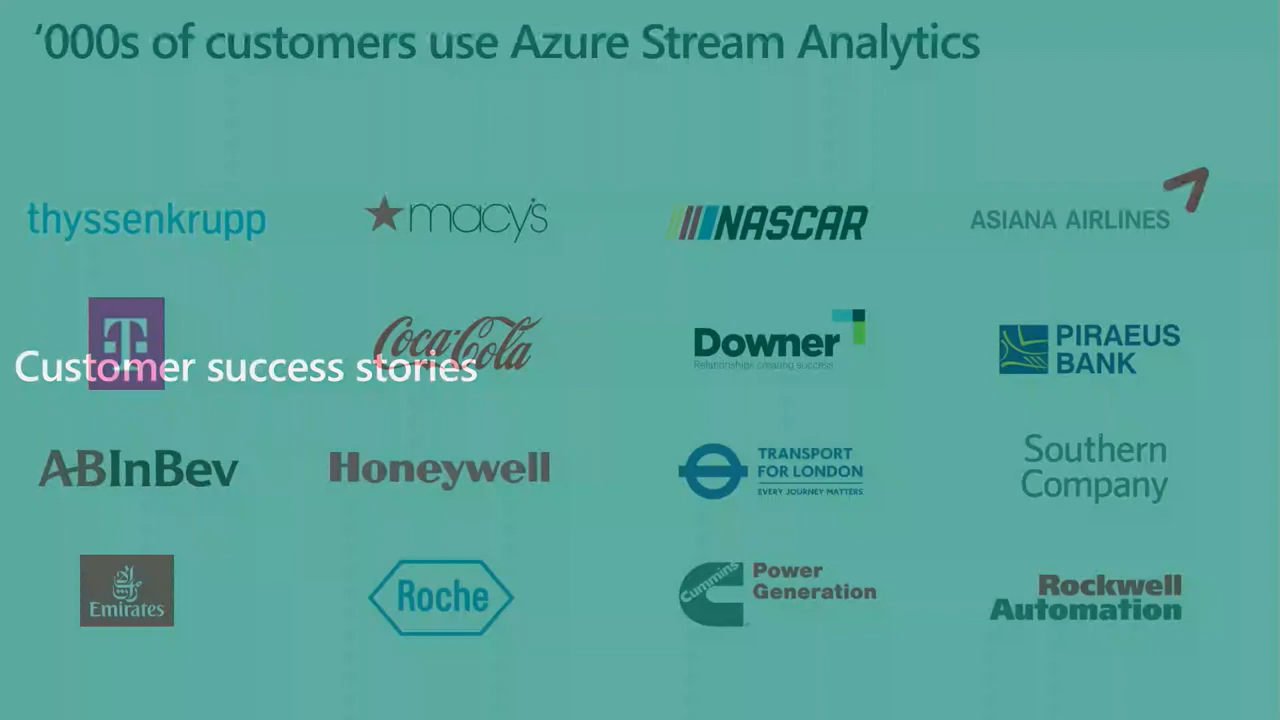 ‘000s of customers use Azure Stream Analytics
thyssenkrupp
macy's
NASCAR
ASIANA AIRLINES
T
Coca-Cola
Downer
Relationships creating success
PIRAEUS
BANK
Customer success stories
ABInBev
Honeywell
TRANSPORT
FOR LONDON
EVERY JOURNEY MATTERS
Southern
Company
Emirates
Roche
Cummins
Power
Generation
Rockwell
Automation